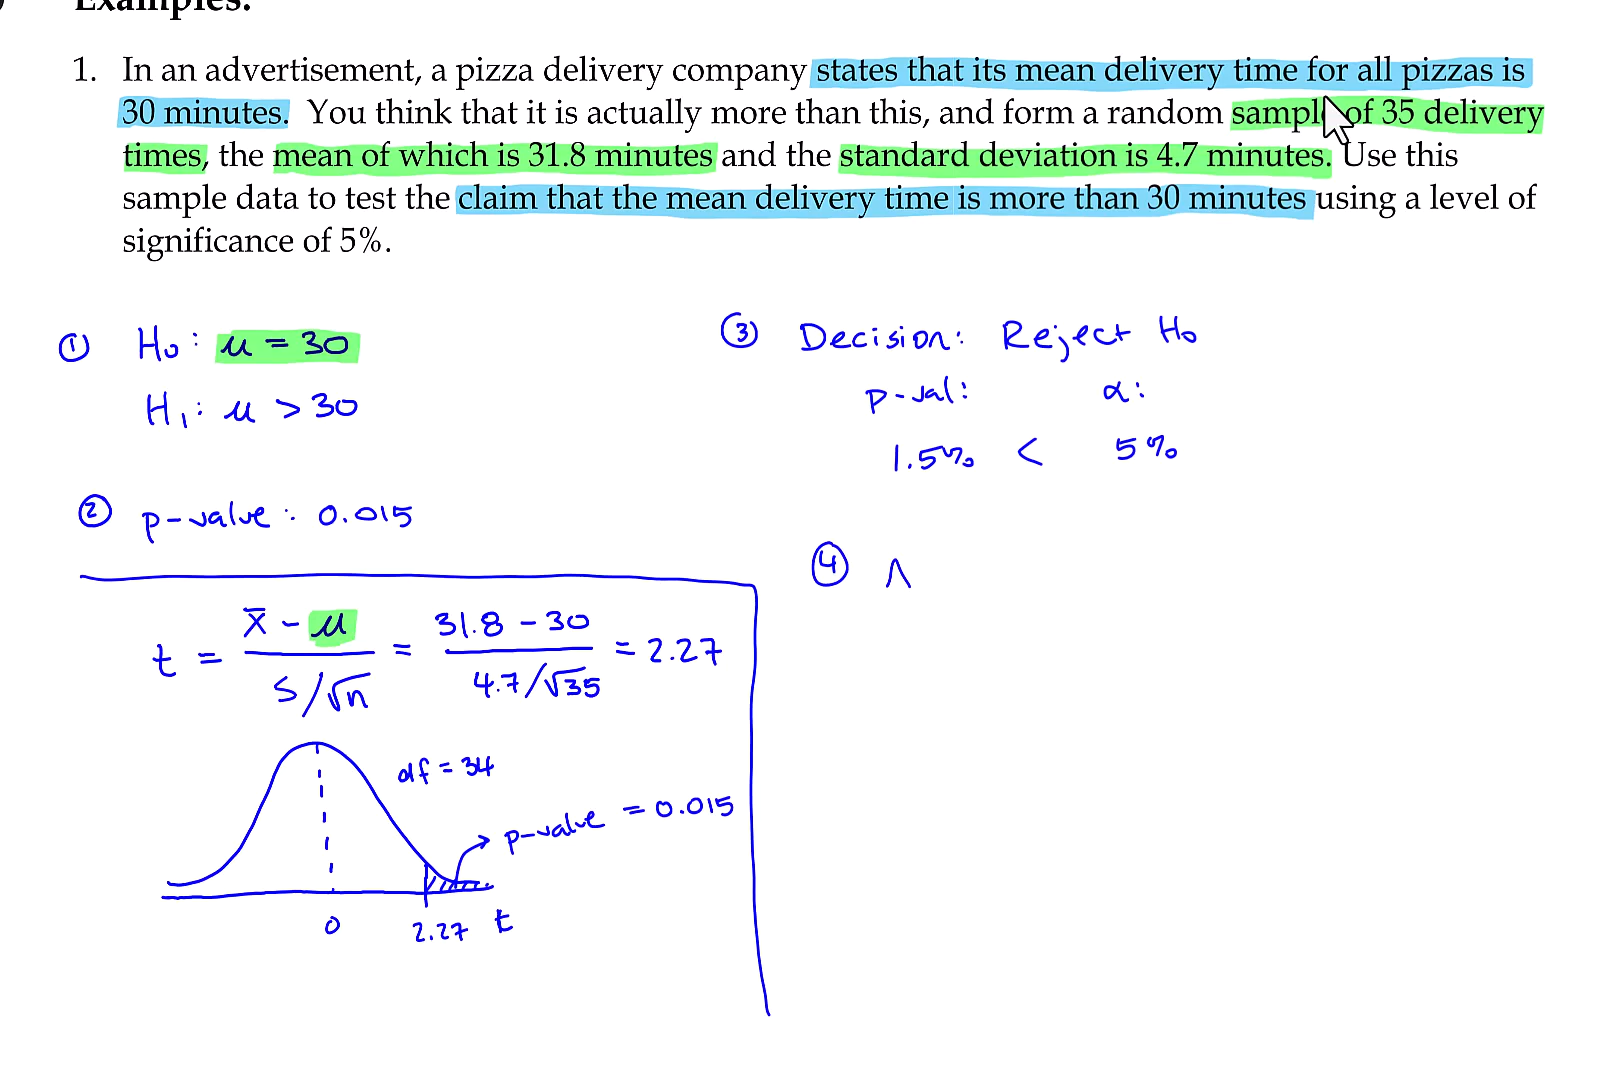 Examples:
1. In an advertisement, a pizza delivery company states that its mean delivery time for all pizzas is
30 minutes. You think that it is actually more than this, and form a random sample of 35 delivery
times, the mean of which is 31.8 minutes and the standard deviation is 4.7 minutes. Use this
sample data to test the claim that the mean delivery time is more than 30 minutes using a level of
significance of 5%.
① H₀: μ = 30
H₁: μ > 30
② p-value: 0.015
t = (x̄ - μ) / (s/√n) = (31.8 - 30) / (4.7/√35) = 2.27
df = 34
p-value = 0.015
0 2.27 t
③ Decision: Reject H₀
p-val: α:
1.5% < 5%
④